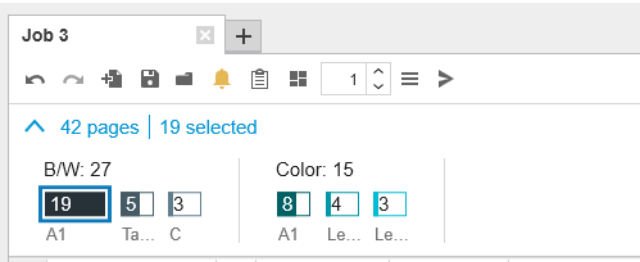 Job 3
1
42 pages | 19 selected
B/W: 27 Color: 15
19 5 3 8 4 3
A1 Ta... C A1 Le... Le...